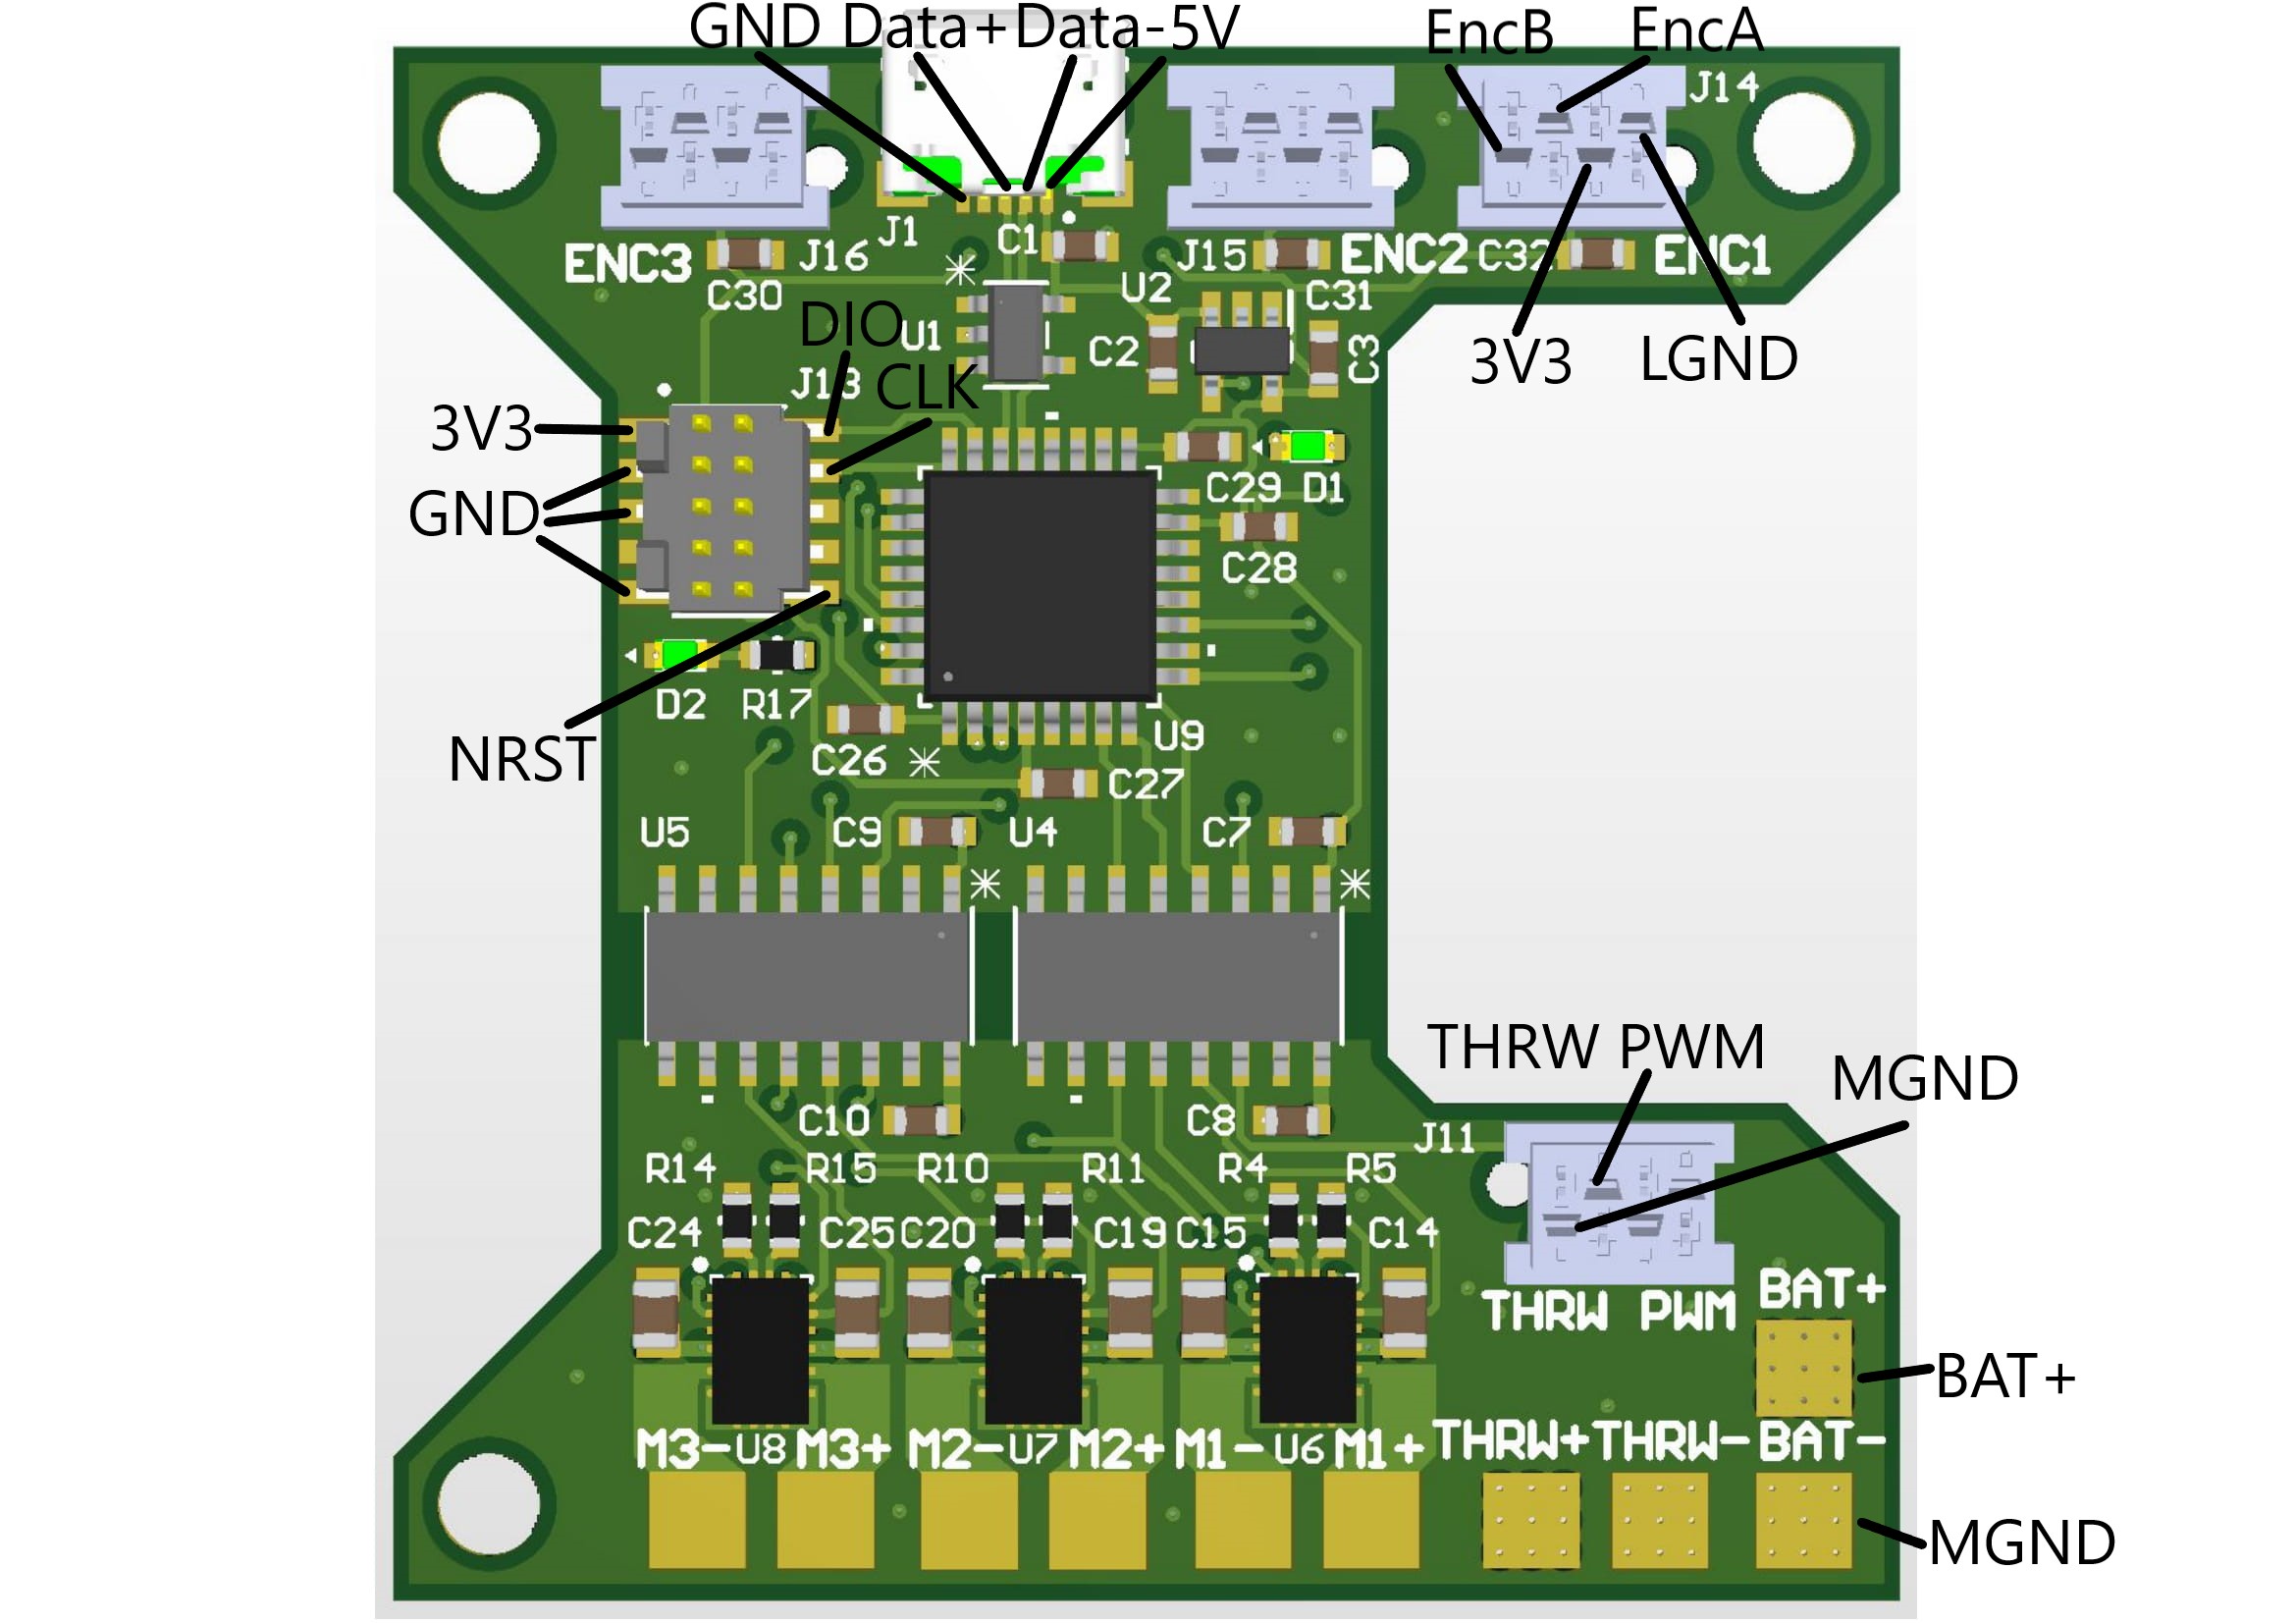 GND Data+ Data- 5V
EncB EncA
J14
J1 C1
ENC3 J16 J15 ENC2 C32 ENC1
C30 U2 C31
DIO
U1 C2 C3
3V3 LGND
J13 CLK
3V3
GND
C29 D1
C28
D2 R17
NRST
C26 U9
C27
U5 C9 U4 C7
THRW PWM
MGND
C10 C8 J11
R14 R15 R10 R11 R4 R5
C24 C25 C20 C19 C15 C14
THRW PWM BAT+
BAT+
M3- U8 M3+ M2- U7 M2+ M1- U6 M1+ THRW+ THRW- BAT-
MGND